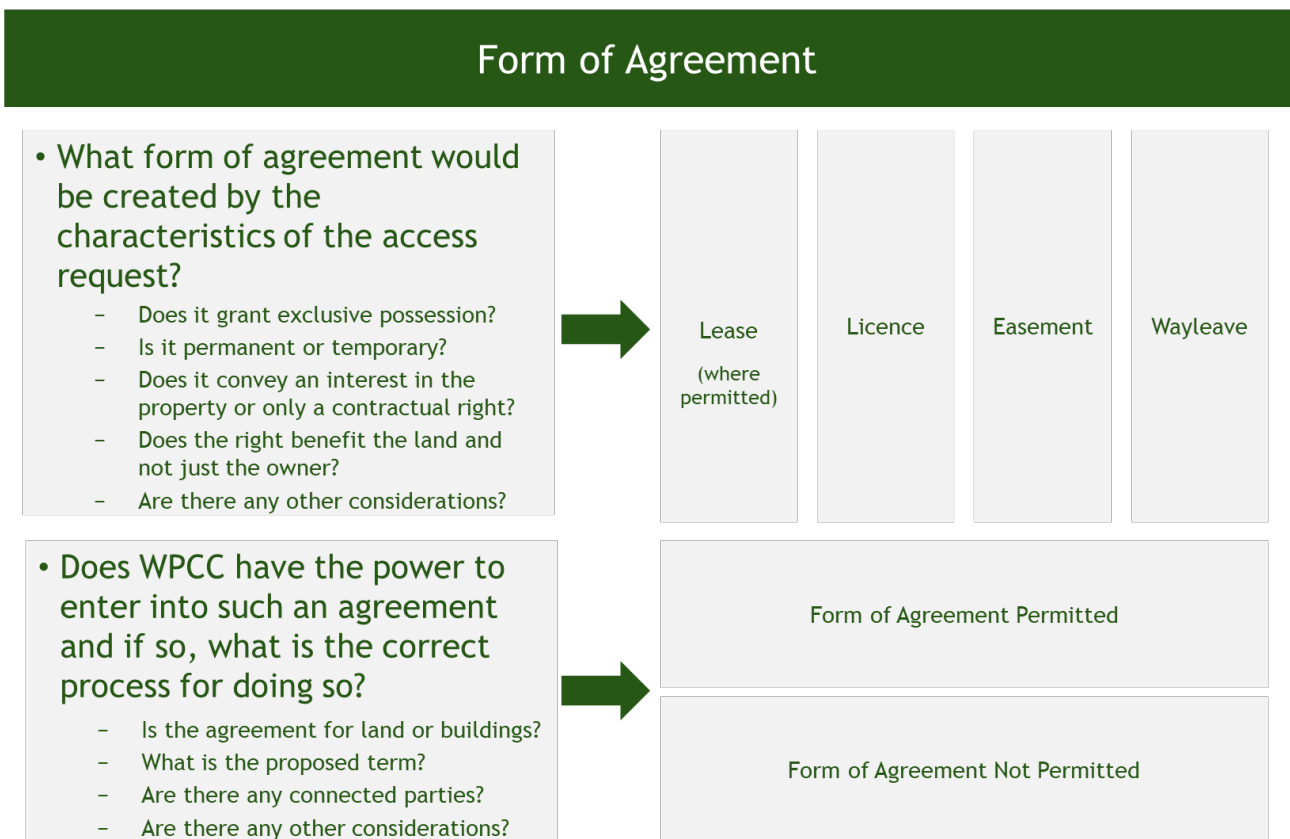 Form of Agreement
• What form of agreement would
be created by the
characteristics of the access
request?
– Does it grant exclusive possession?
– Is it permanent or temporary?
– Does it convey an interest in the
property or only a contractual right?
– Does the right benefit the land and
not just the owner?
– Are there any other considerations?
Lease
(where
permitted)
Licence
Easement
Wayleave
• Does WPCC have the power to
enter into such an agreement
and if so, what is the correct
process for doing so?
– Is the agreement for land or buildings?
– What is the proposed term?
– Are there any connected parties?
– Are there any other considerations?
Form of Agreement Permitted
Form of Agreement Not Permitted